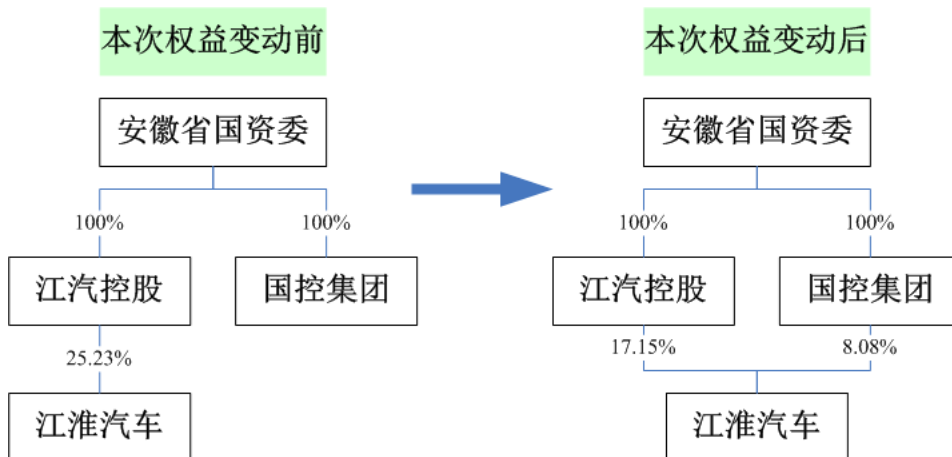 本次权益变动前
安徽省国资委
100%
100%
江汽控股
国控集团
25.23%
江淮汽车
本次权益变动后
安徽省国资委
100%
100%
江汽控股
国控集团
17.15%
8.08%
江淮汽车